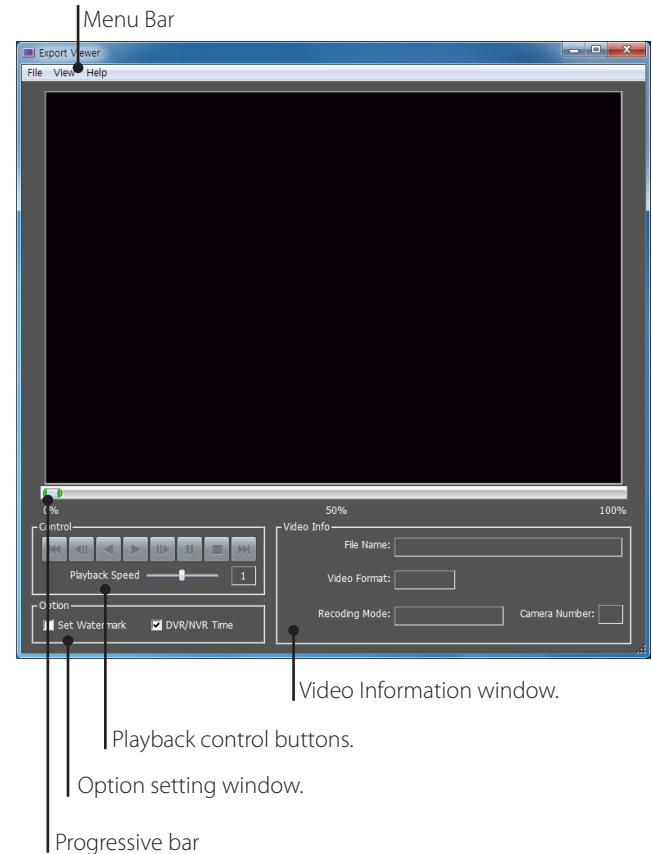 Menu Bar
Export Viewer
File View Help
0% 50% 100%
Control
Playback Speed 1
Option
Set Watermark DVR/NVR Time
Video Info
File Name:
Video Format:
Recoding Mode: Camera Number:
Video Information window.
Playback control buttons.
Option setting window.
Progressive bar